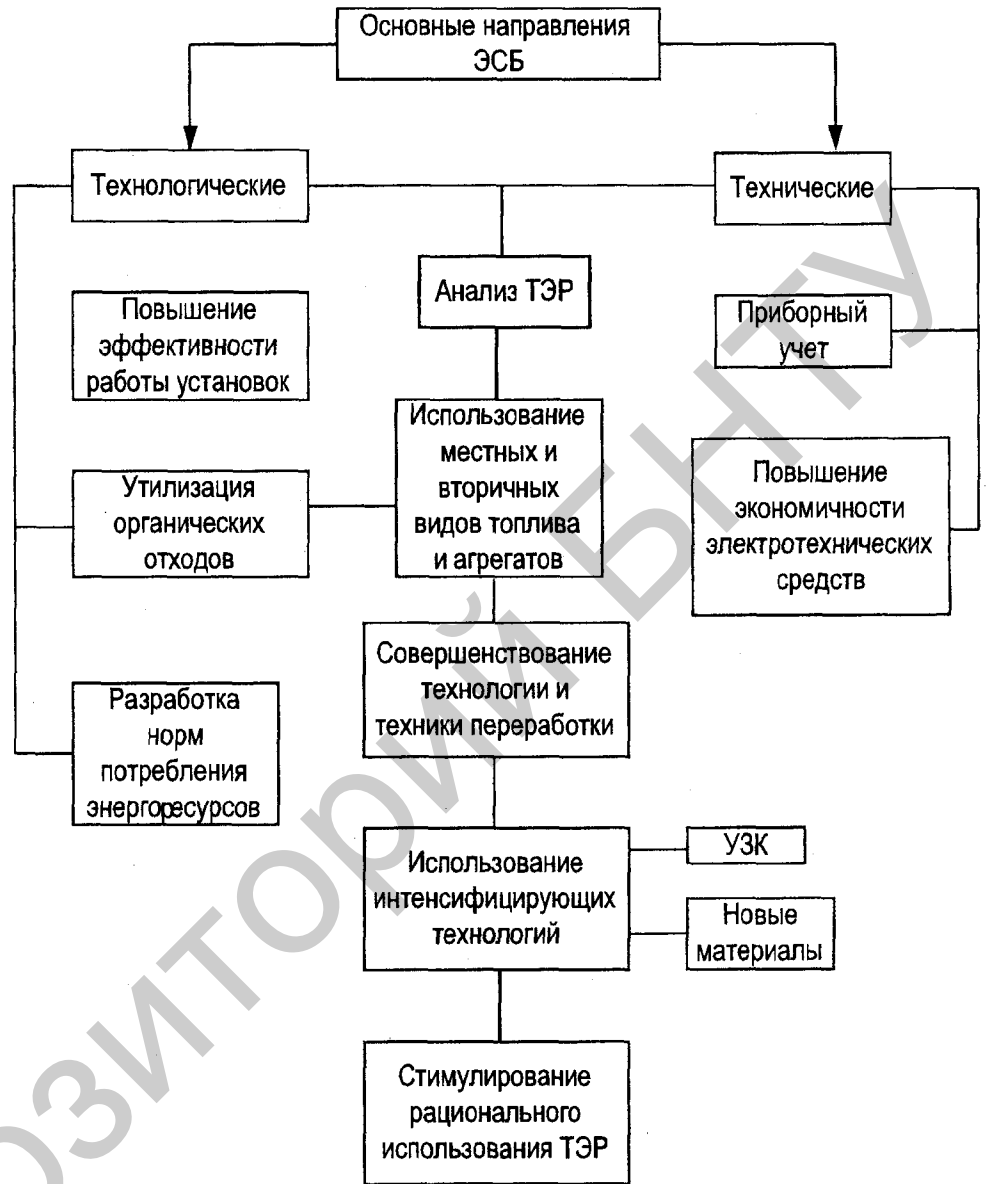 Основные направления
ЭСБ
Технологические
Технические
Анализ ТЭР
Повышение
эффективности
работы установок
Приборный
учет
Использование
местных и
вторичных
видов топлива
и агрегатов
Утилизация
органических
отходов
Повышение
экономичности
электротехнических
средств
Совершенствование
технологии и
техники переработки
Разработка
норм
потребления
энергоресурсов
Использование
интенсифицирующих
технологий
УЗК
Новые
материалы
Стимулирование
рационального
использования ТЭР
ОЗИТОРИЙ БНТУ